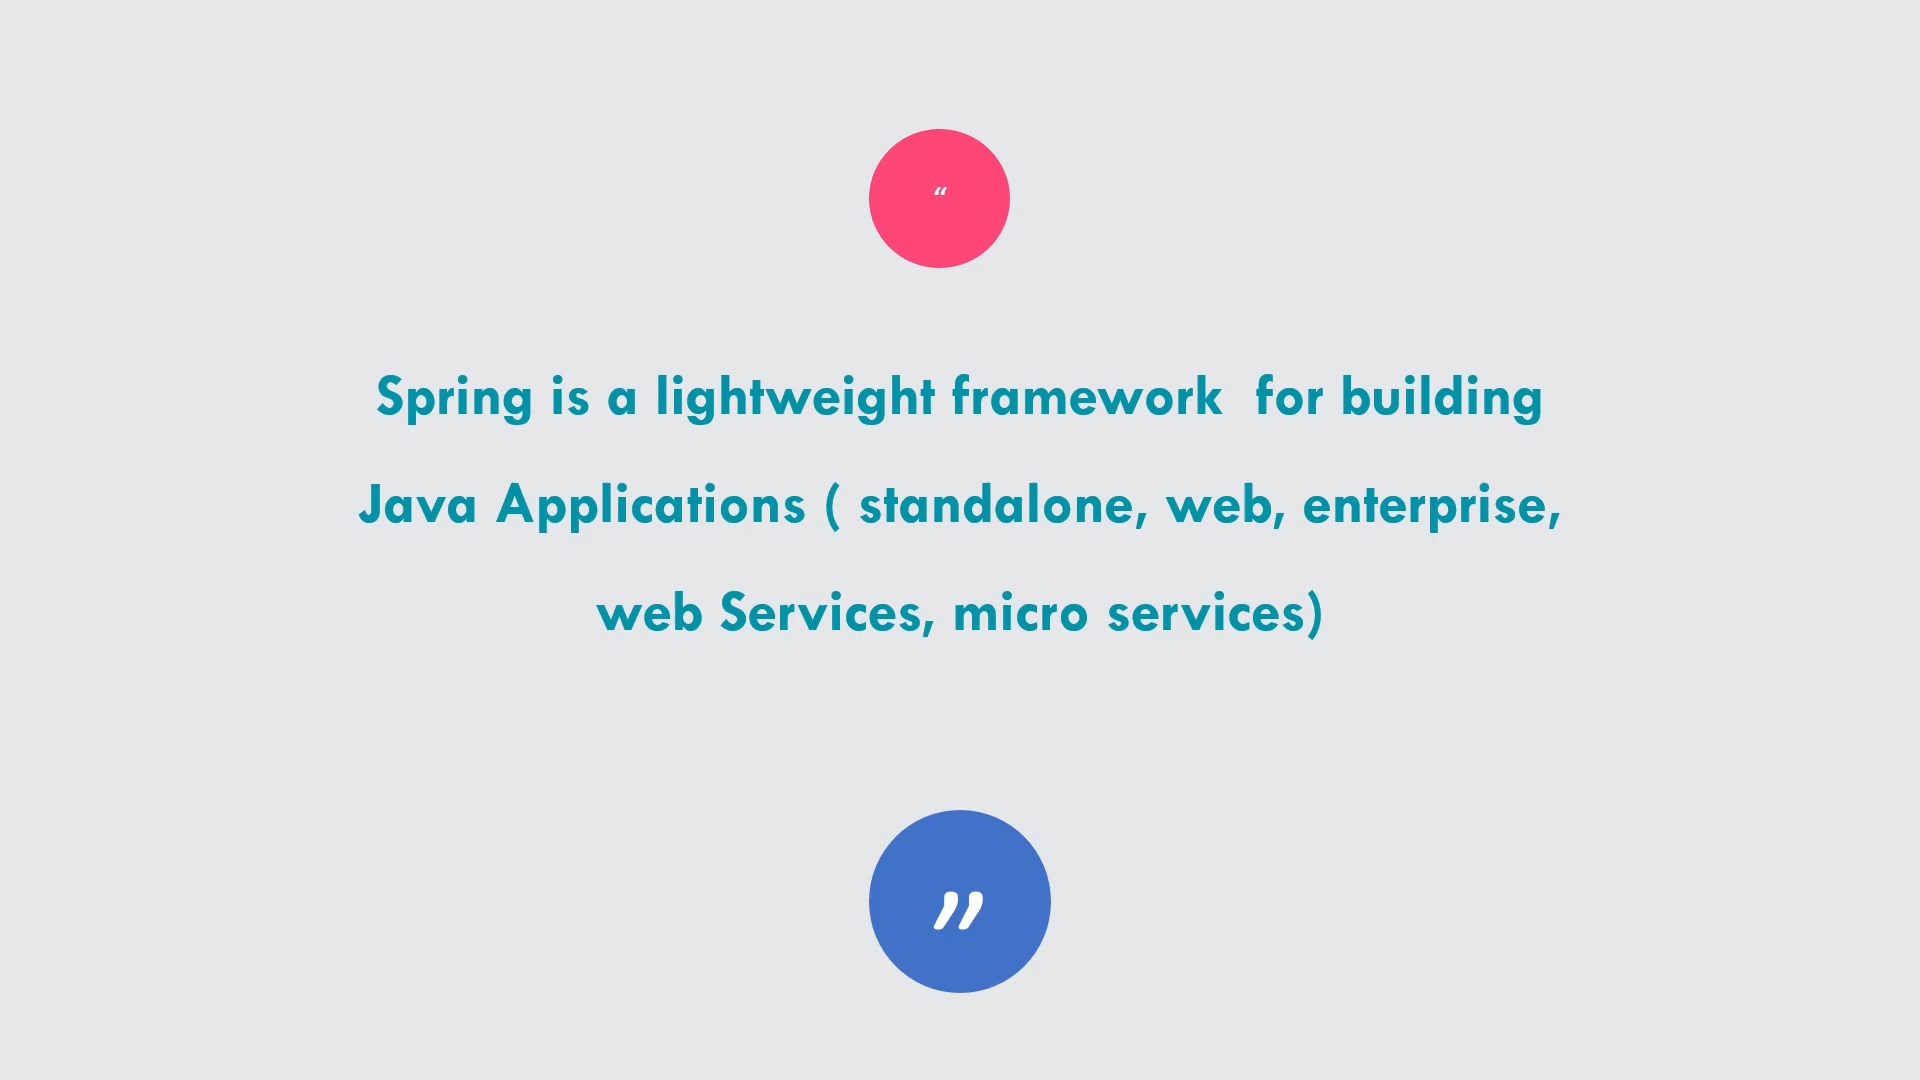 “
Spring is a lightweight framework  for building
Java Applications ( standalone, web, enterprise,
web Services, micro services)
”